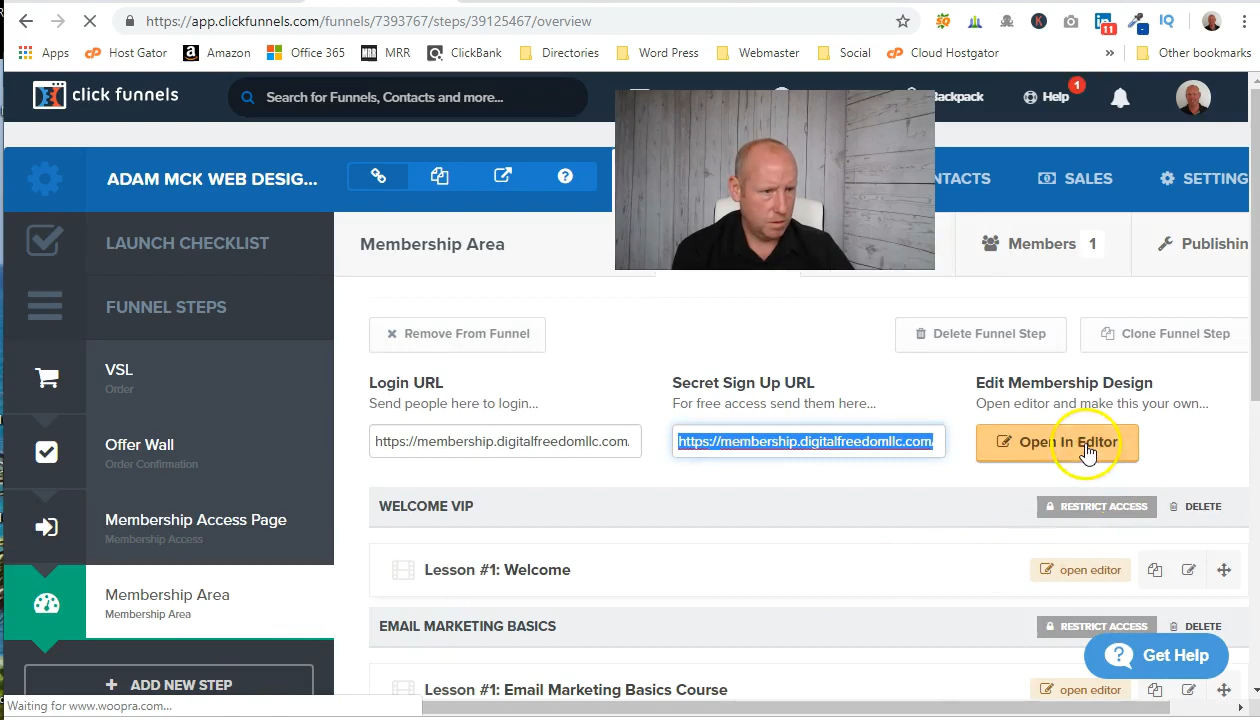 https://app.clickfunnels.com/funnels/7393767/steps/39125467/overview
11
Apps Host Gator Amazon Office 365 MRR MRR ClickBank Directories Word Press Webmaster Social Cloud Hostgator » Other bookmarks
click funnels Search for Funnels, Contacts and more... Backpack Help 1
ADAM MCK WEB DESIG... NTACTS SALES SETTING
LAUNCH CHECKLIST
FUNNEL STEPS
VSL
Order
Offer Wall
Order Confirmation
Membership Access Page
Membership Access
Membership Area
Membership Area
+ ADD NEW STEP
Membership Area Members 1 Publishin
Remove From Funnel Delete Funnel Step Clone Funnel Step
Login URL Secret Sign Up URL Edit Membership Design
Send people here to login... For free access send them here... Open editor and make this your own...
https://membership.digitalfreedomllc.com. https://membership.digitalfreedomllc.com/ Open In Editor
WELCOME VIP RESTRICT ACCESS DELETE
Lesson #1: Welcome open editor
EMAIL MARKETING BASICS RESTRICT ACCESS DELETE
? Get Help
Lesson #1: Email Marketing Basics Course open editor
Waiting for www.woopra.com...